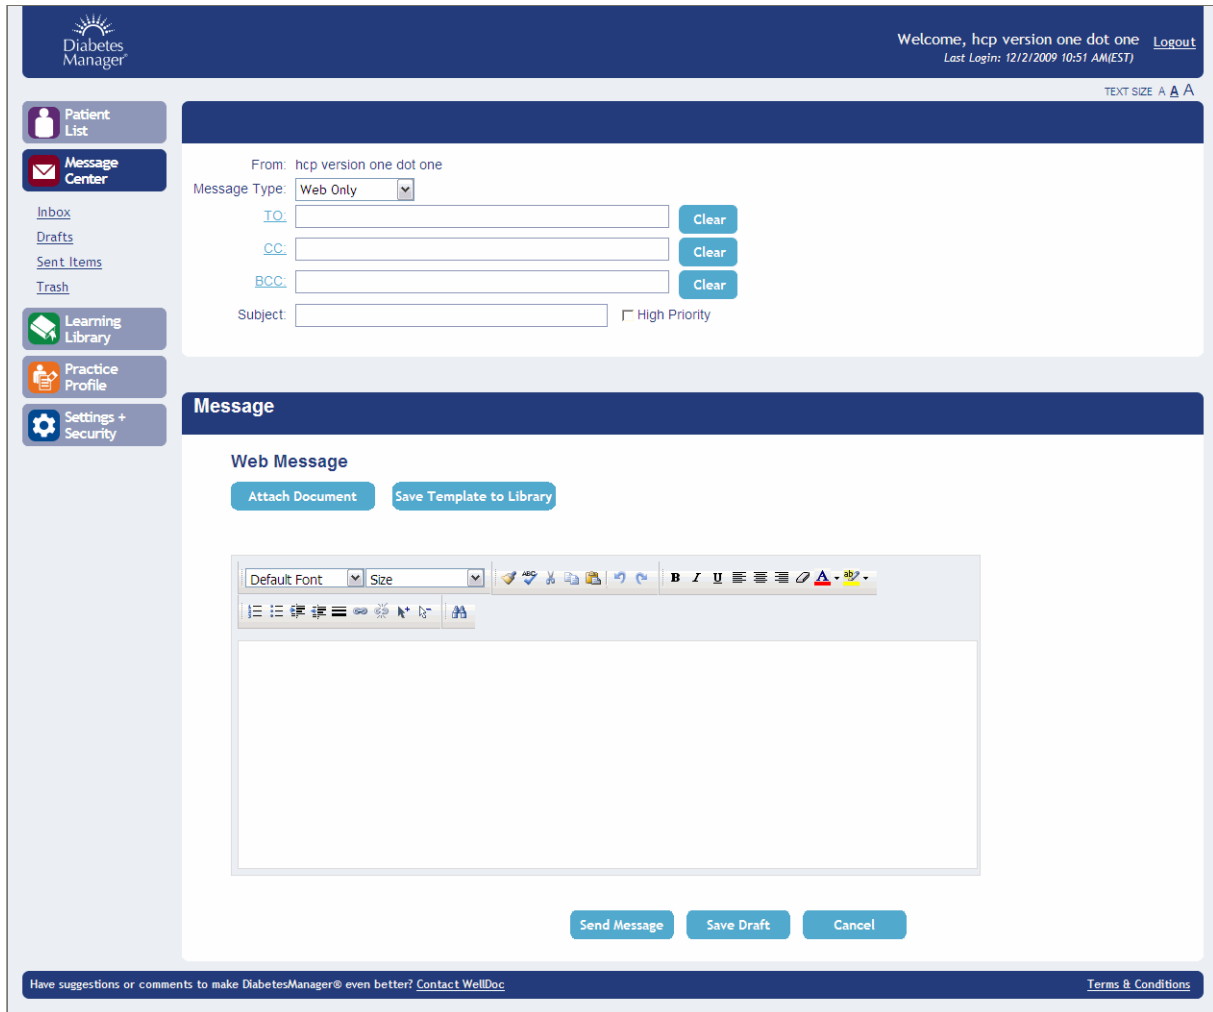 Diabetes
Manager®
Welcome, hcp version one dot one Logout
Last Login: 12/2/2009 10:51 AM(EST)
TEXT SIZE A A A
Patient
List
Message
Center
Inbox
Drafts
Sent Items
Trash
Learning
Library
Practice
Profile
Settings +
Security
From: hcp version one dot one
Message Type: Web Only
TO: Clear
CC: Clear
BCC: Clear
Subject: High Priority
Message
Web Message
Attach Document Save Template to Library
Default Font Size ABC B I U A ab
Send Message Save Draft Cancel
Have suggestions or comments to make DiabetesManager® even better? Contact WellDoc Terms & Conditions